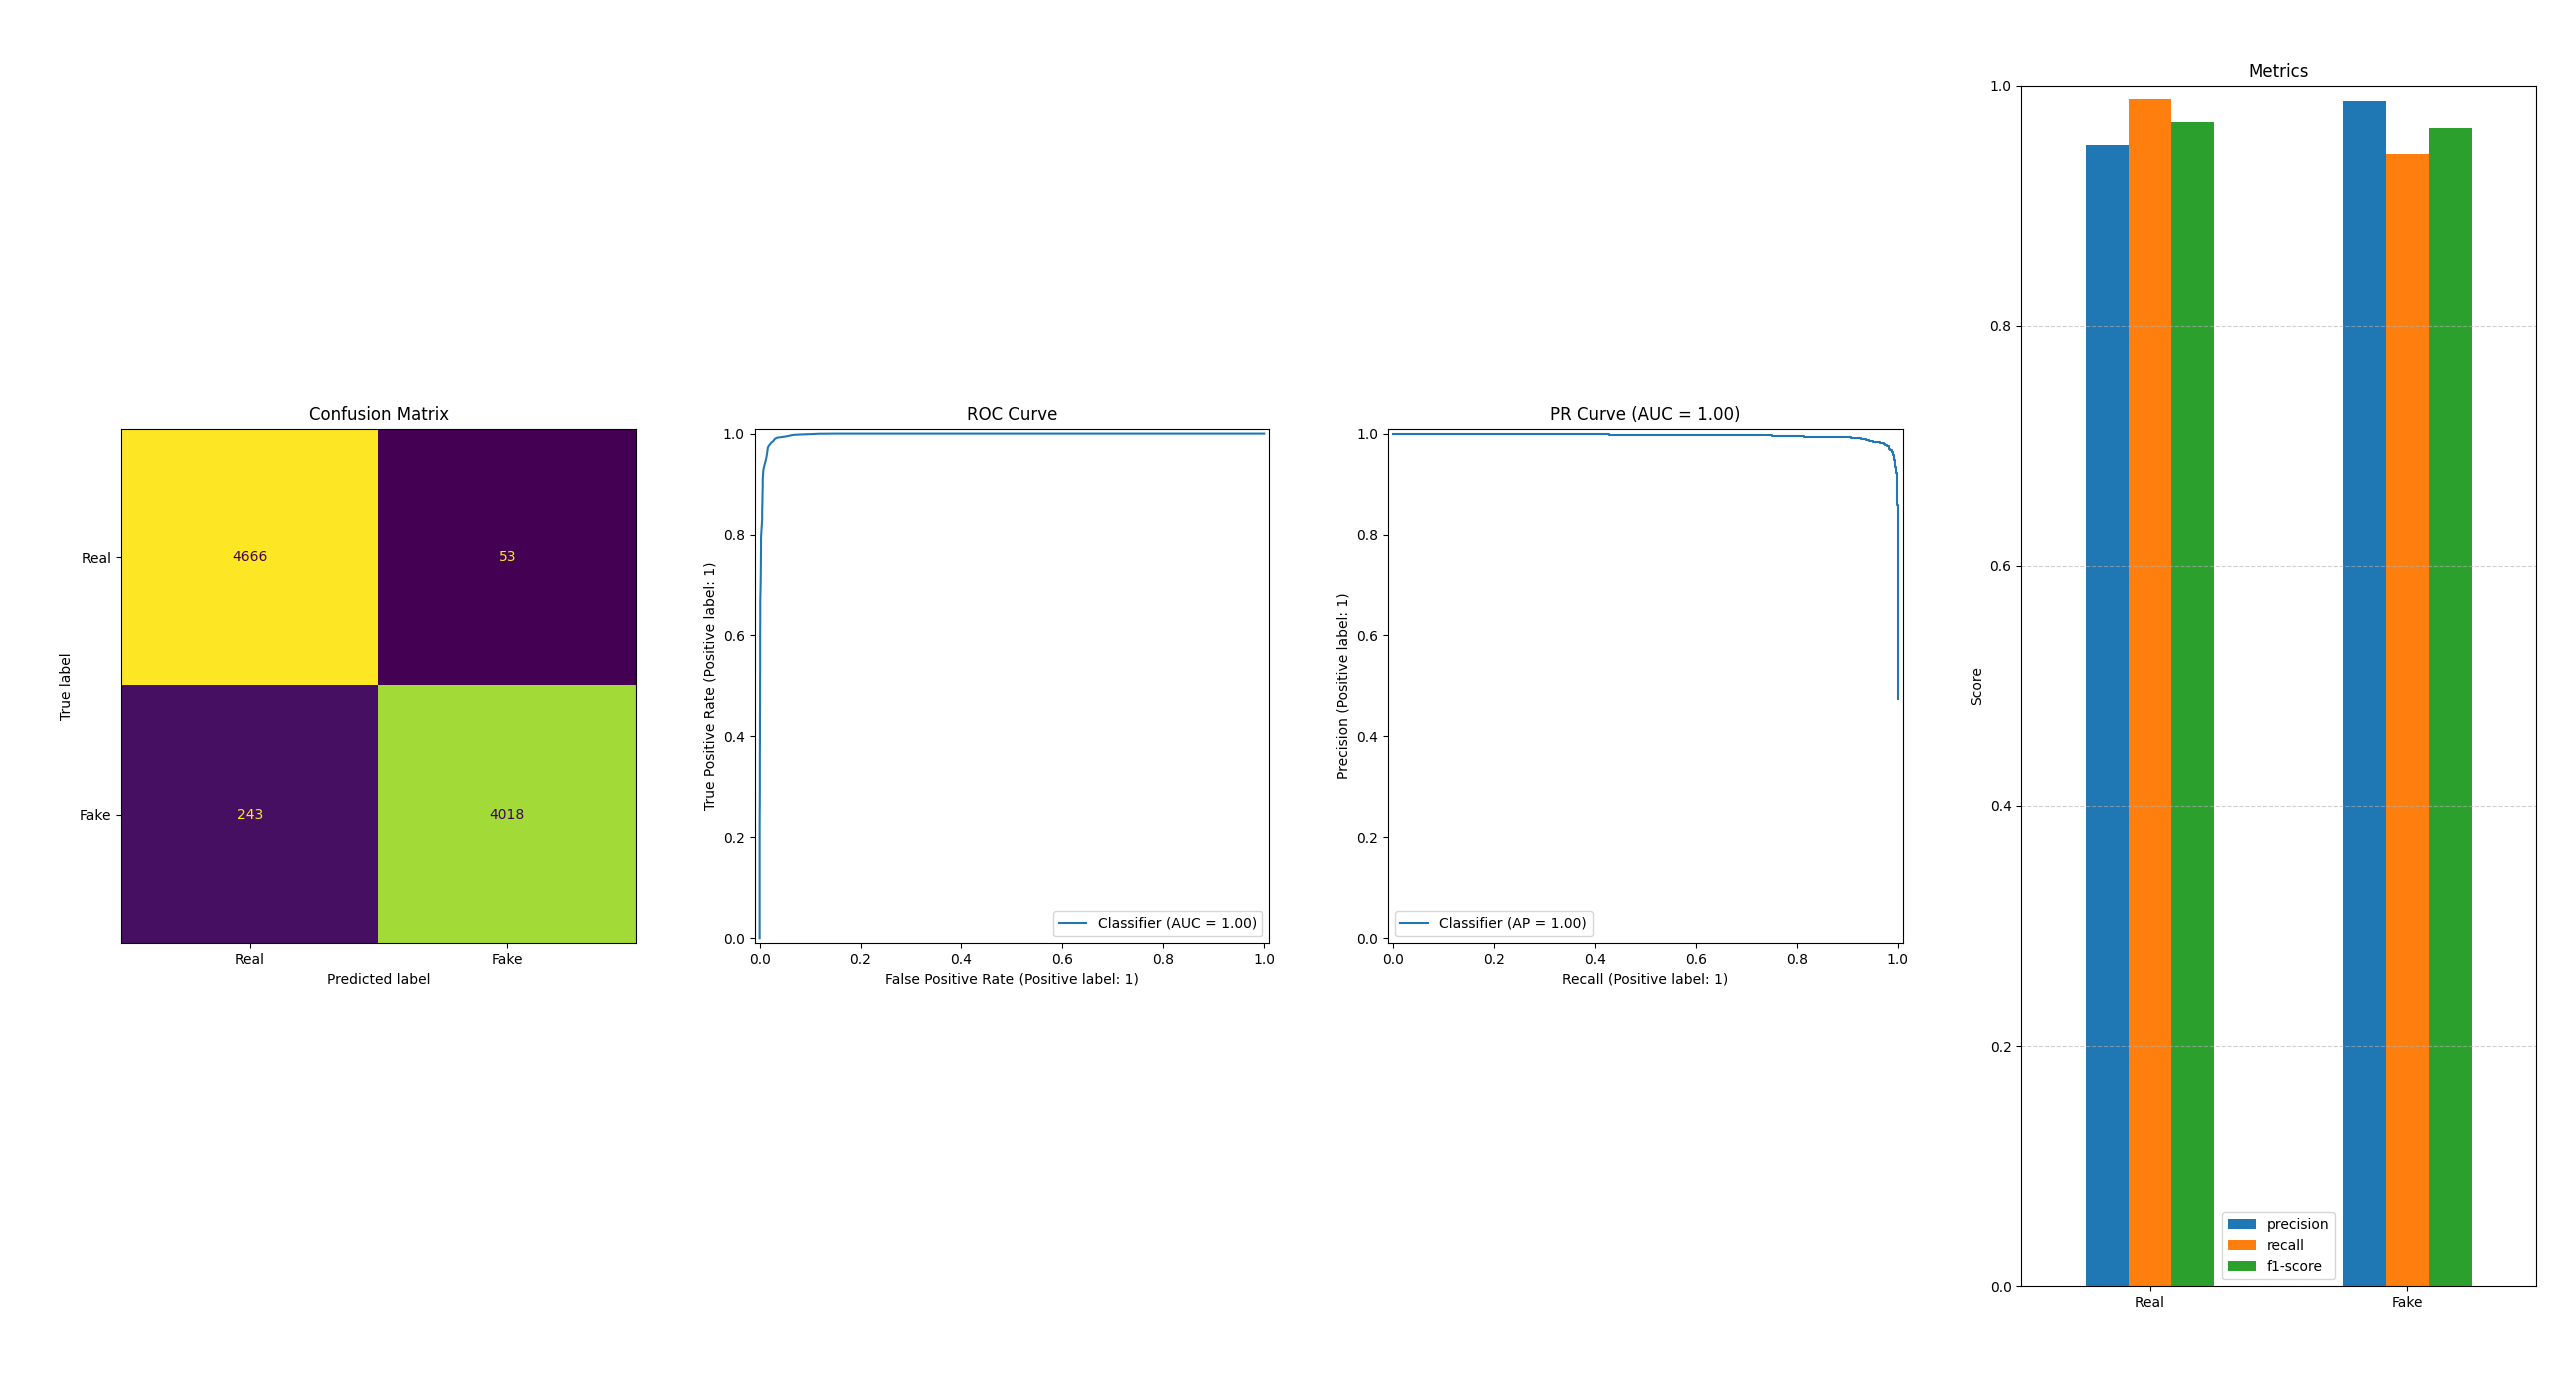 Confusion Matrix
True label
Real
Fake
4666
53
243
4018
Real
Fake
Predicted label
ROC Curve
True Positive Rate (Positive label: 1)
1.0
0.8
0.6
0.4
0.2
0.0
Classifier (AUC = 1.00)
0.0 0.2 0.4 0.6 0.8 1.0
False Positive Rate (Positive label: 1)
PR Curve (AUC = 1.00)
Precision (Positive label: 1)
1.0
0.8
0.6
0.4
0.2
0.0
Classifier (AP = 1.00)
0.0 0.2 0.4 0.6 0.8 1.0
Recall (Positive label: 1)
Metrics
Score
1.0
0.8
0.6
0.4
0.2
0.0
precision
recall
f1-score
Real
Fake